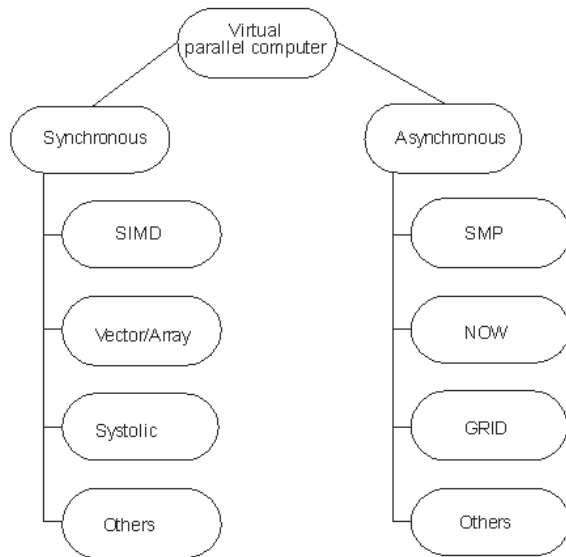 Virtual
parallel computer
Synchronous
Asynchronous
SIMD
SMP
Vector/Array
NOW
Systolic
GRID
Others
Others